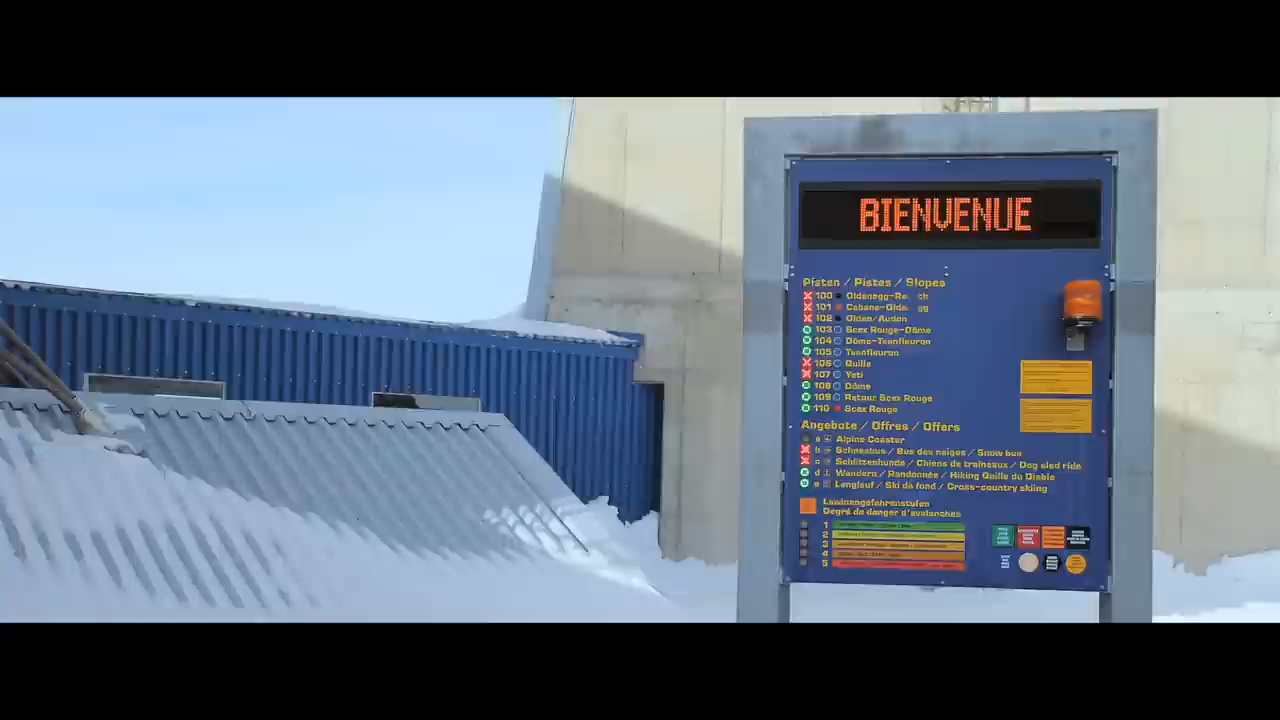 BIENVENUE
Pisten / Pistes / Slopes
100 Oldenegg-Re ch
101 Cabane-Olde gg
102 Olden/Audon
103 Scex Rouge-Dôme
104 Dôme-Tsanfleuron
105 Tsanfleuron
106 Quille
107 Yeti
108 Dôme
109 Retour Scex Rouge
110 Scex Rouge
Angebote / Offres / Offers
a Alpine Coaster
b Schneebus / Bus des neiges / Snow bus
c Schlittenhunde / Chiens de traîneaux / Dog sled ride
d Wandern / Randonnée / Hiking Quille du Diable
e Langlauf / Ski de fond / Cross-country skiing
Lawinengefahrenstufen
Degré de danger d'avalanches
1
2
3
4
5